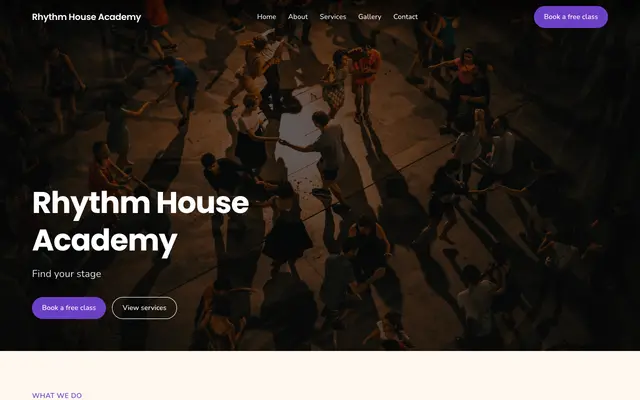 Rhythm House Academy
Home
About
Services
Gallery
Contact
Book a free class
Rhythm House
Academy
Find your stage
Book a free class
View services
WHAT WE DO